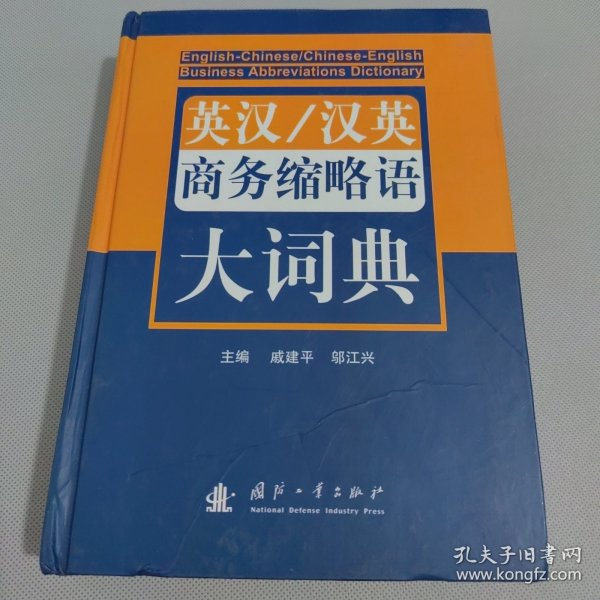 English-Chinese/Chinese-English
Business Abbreviations Dictionary
英汉/汉英
商务缩略语
大词典
主编 戚建平 邬江兴
国防工业出版社
National Defense Industry Press
孔夫子旧书网
www.kongfz.com